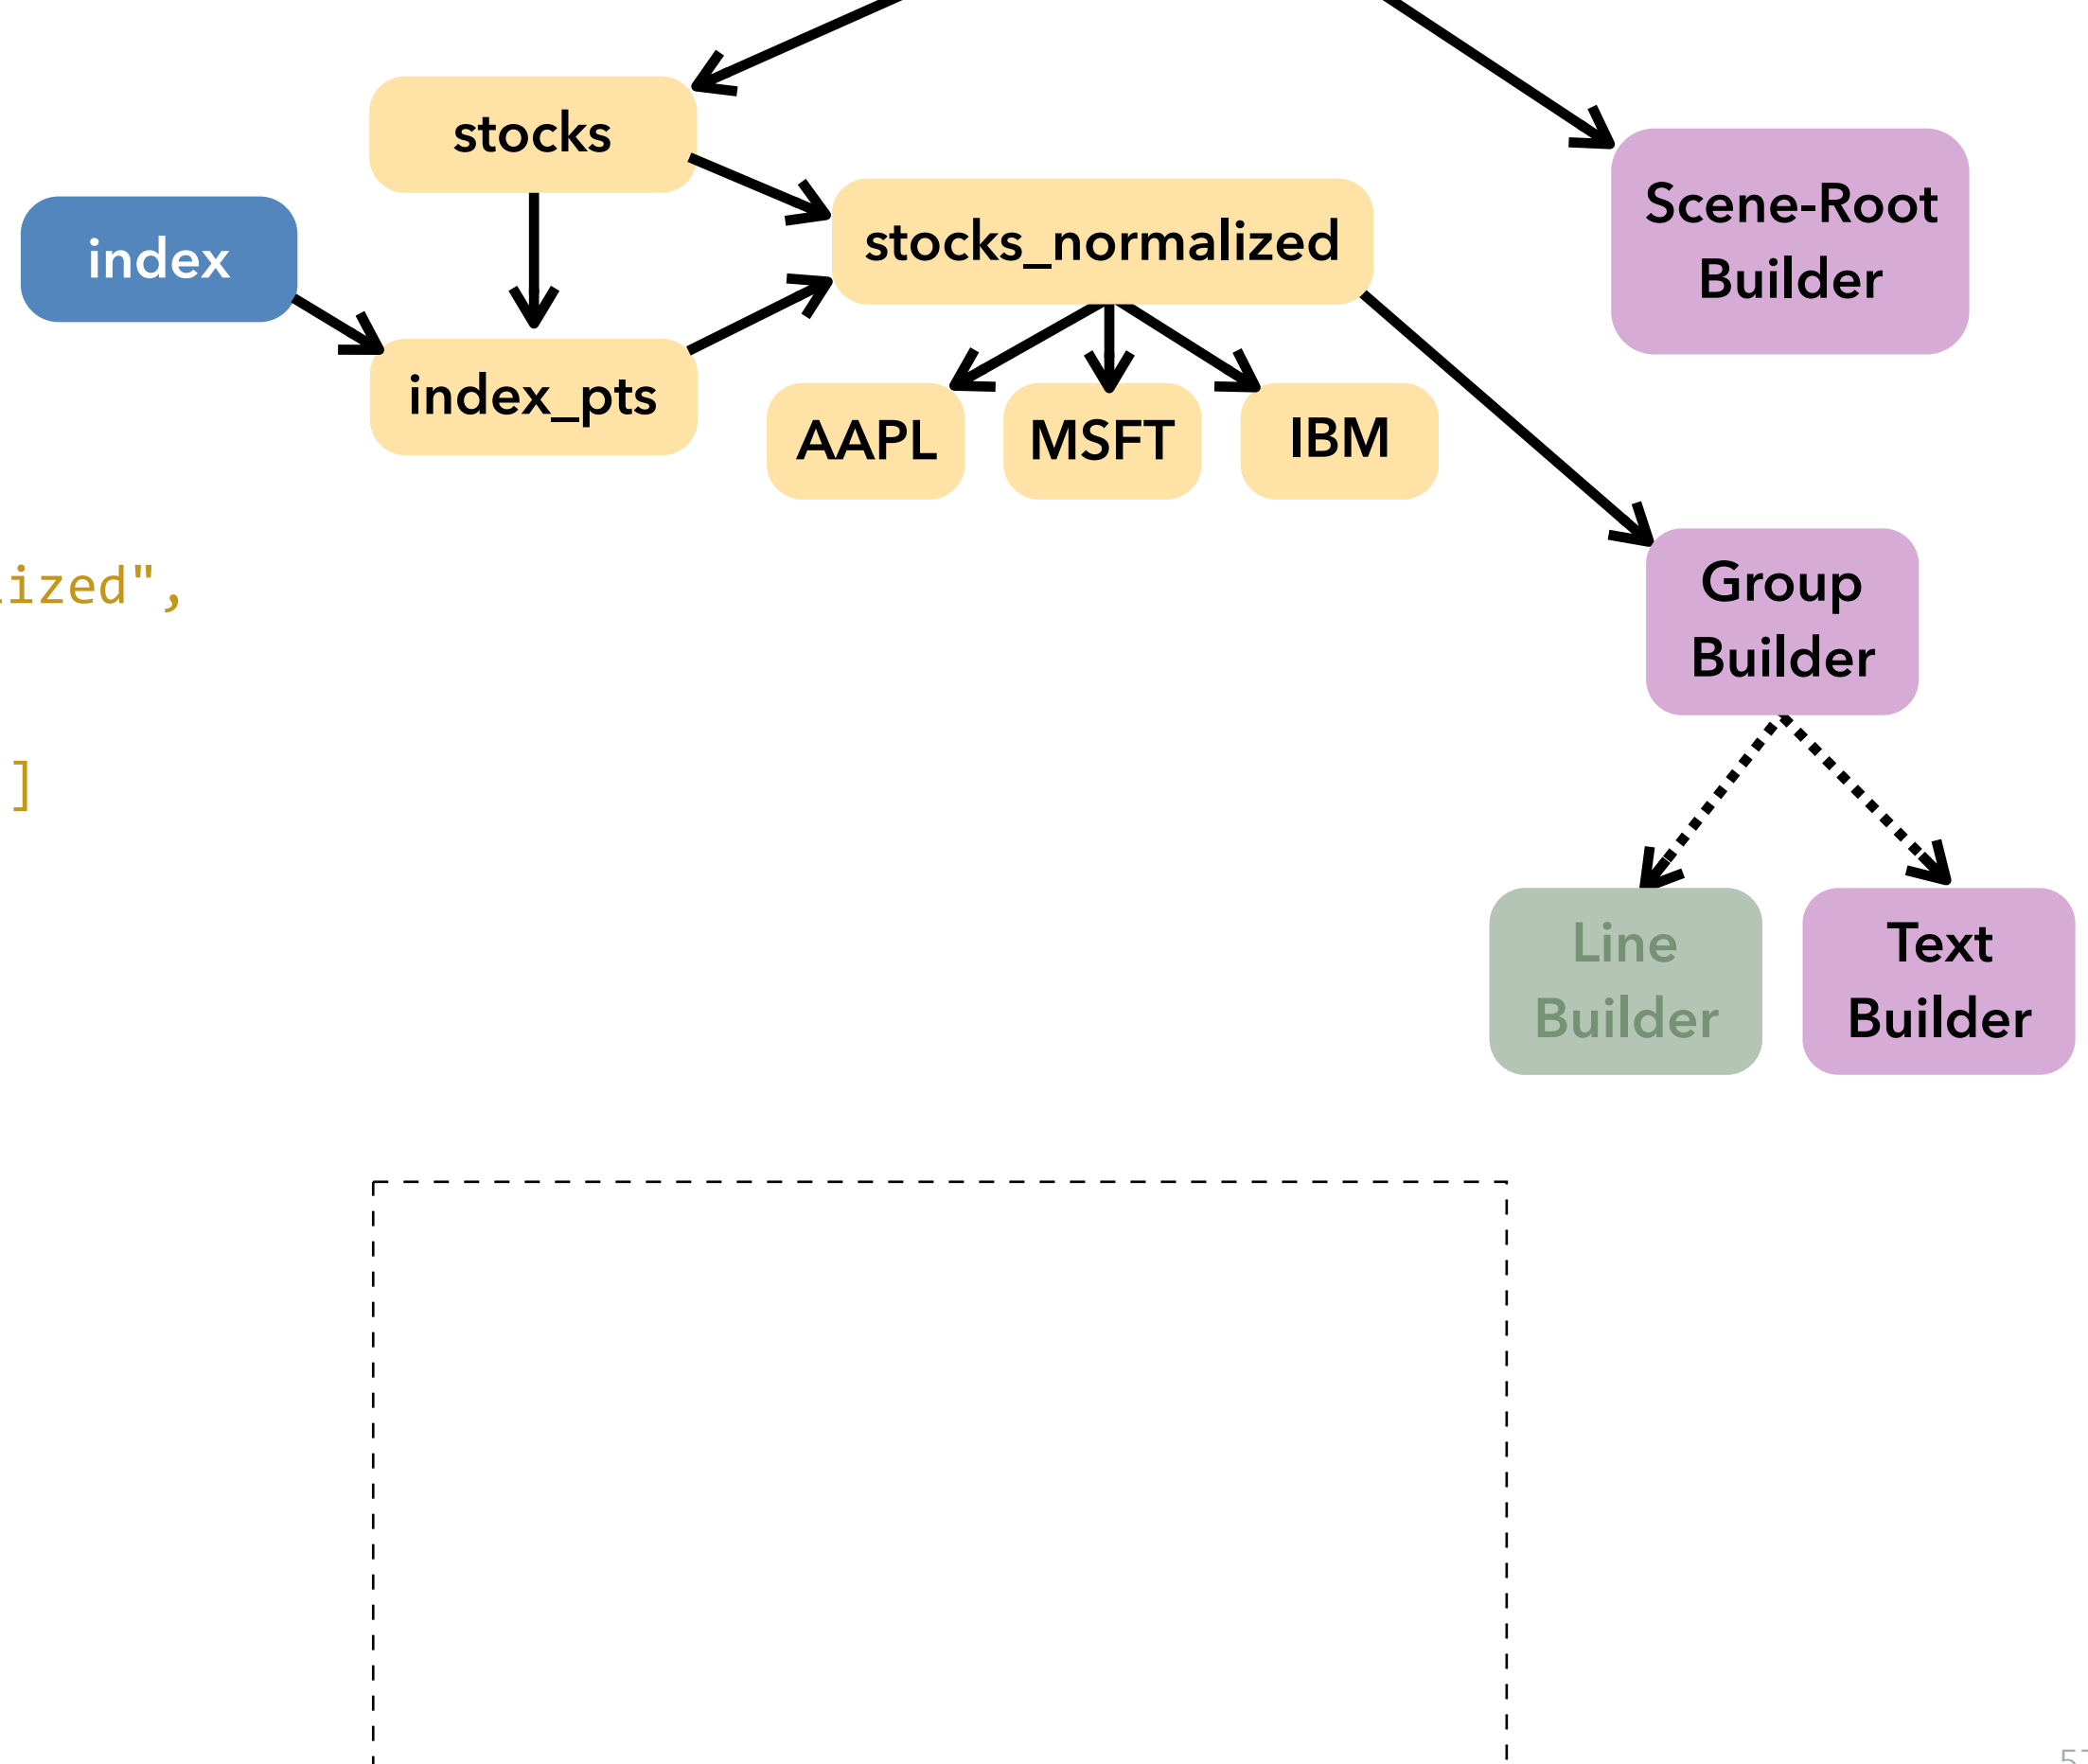 stocks
index
stocks_normalized
Scene-Root
Builder
index_pts
AAPL
MSFT
IBM
ized",
Group
Builder
]
Line
Builder
Text
Builder